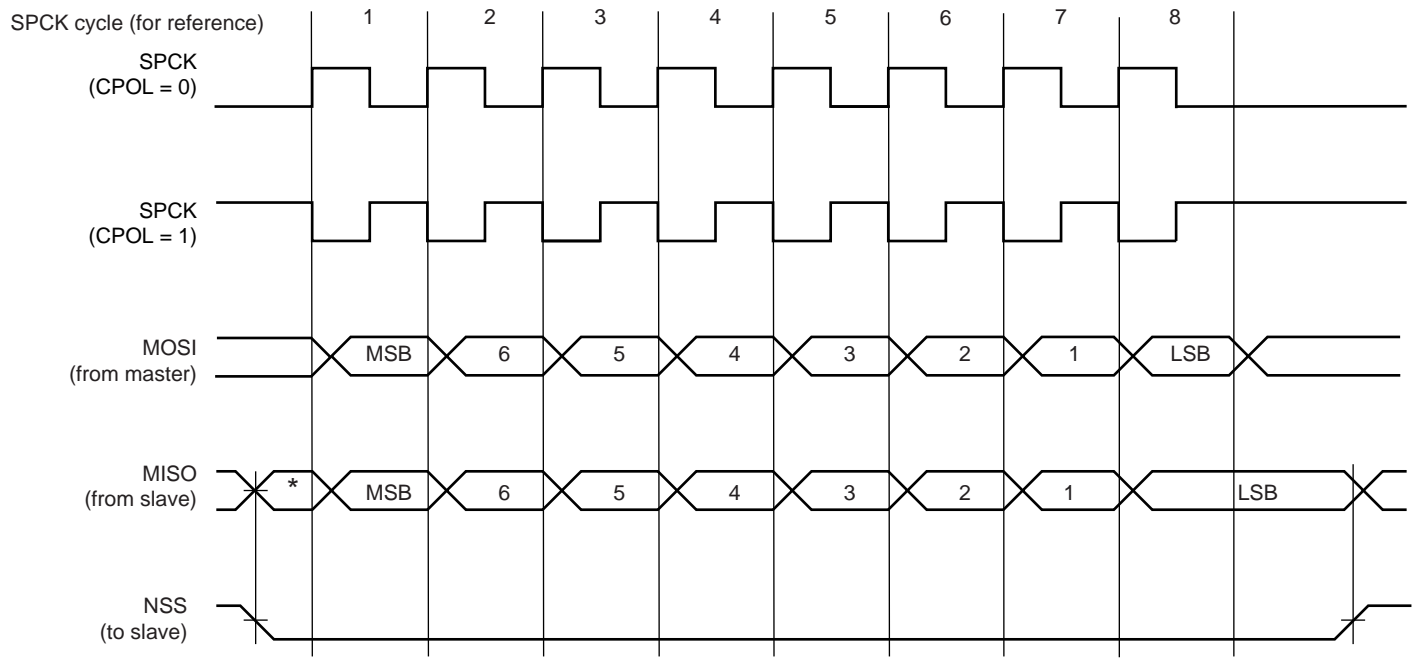 SPCK cycle (for reference) 1 2 3 4 5 6 7 8
SPCK
(CPOL = 0)
SPCK
(CPOL = 1)
MOSI
(from master)
MSB 6 5 4 3 2 1 LSB
MISO
(from slave)
* MSB 6 5 4 3 2 1 LSB
NSS
(to slave)